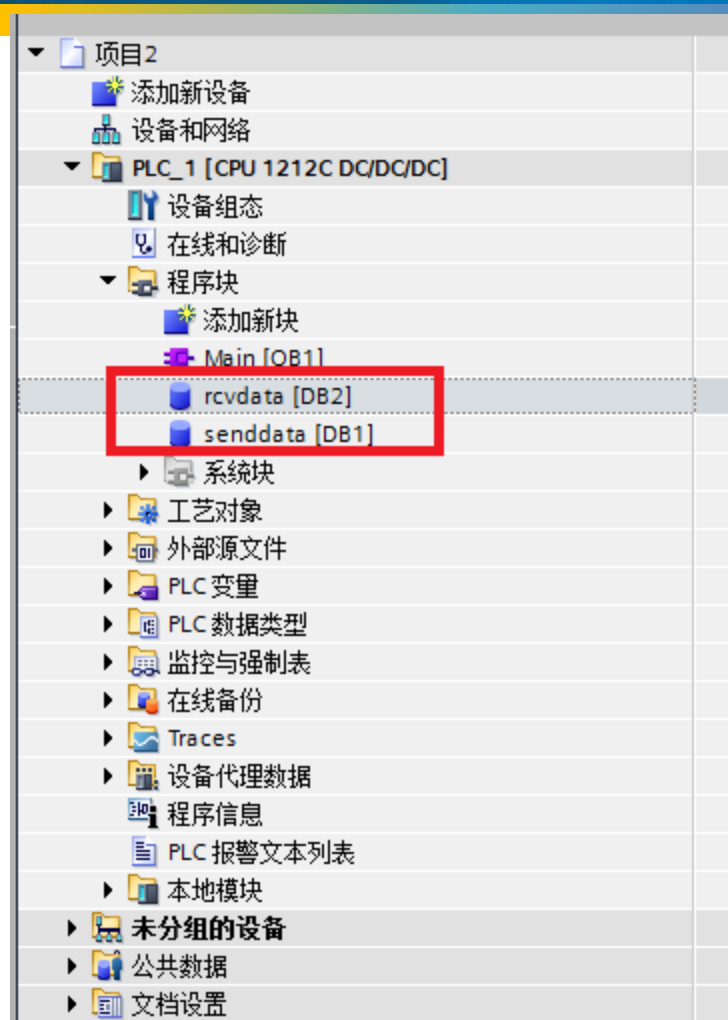 项目2
添加新设备
设备和网络
PLC_1 [CPU 1212C DC/DC/DC]
设备组态
在线和诊断
程序块
添加新块
Main [OB1]
rcvdata [DB2]
senddata [DB1]
系统块
工艺对象
外部源文件
PLC 变量
PLC 数据类型
监控与强制表
在线备份
Traces
设备代理数据
程序信息
PLC 报警文本列表
本地模块
未分组的设备
公共数据
文档设置